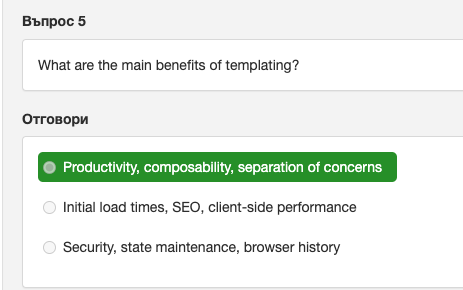 Въпрос 5
What are the main benefits of templating?
Отговори
Productivity, composability, separation of concerns
Initial load times, SEO, client-side performance
Security, state maintenance, browser history